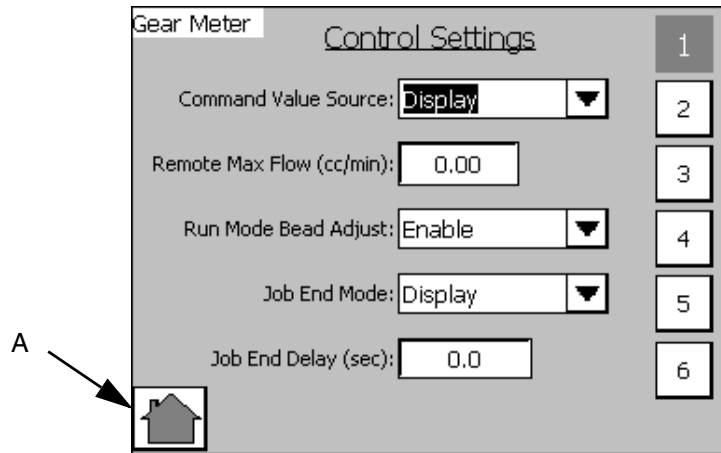 Gear Meter
Control Settings
1
Command Value Source: Display
2
Remote Max Flow (cc/min): 0.00
3
Run Mode Bead Adjust: Enable
4
Job End Mode: Display
5
A
Job End Delay (sec): 0.0
6